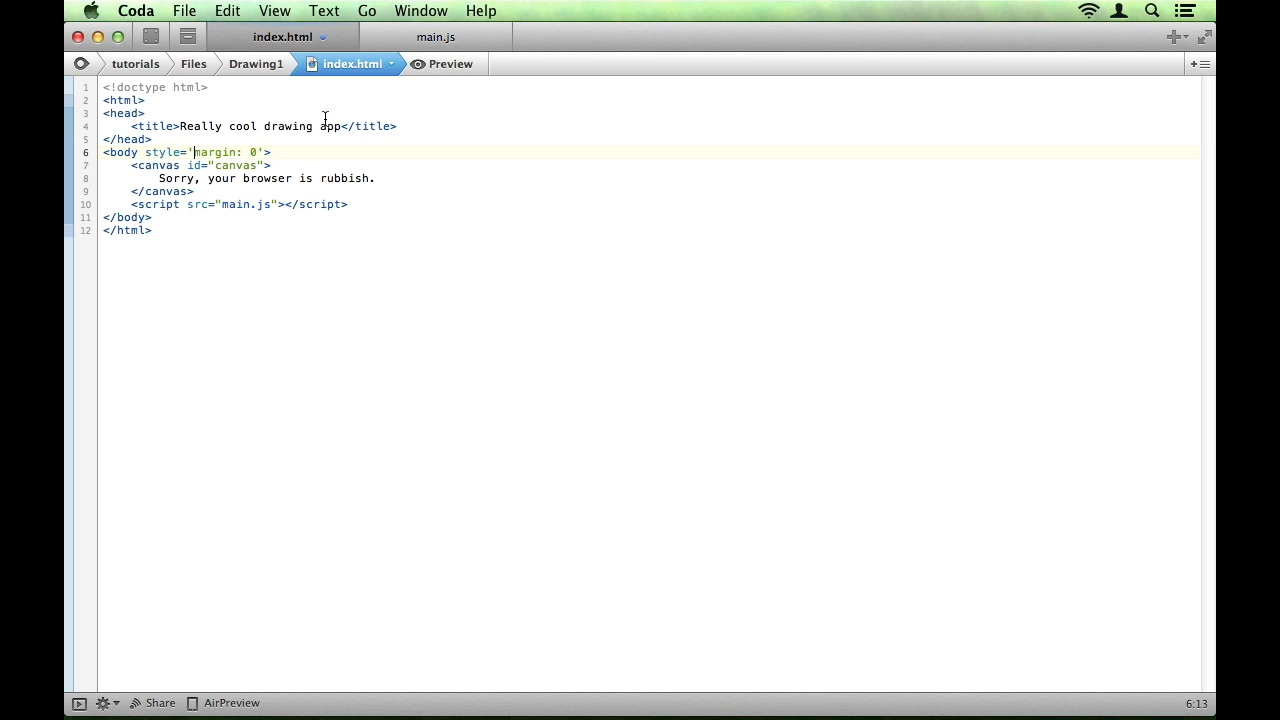 Coda File Edit View Text Go Window Help
index.html main.js
tutorials Files Drawing1 index.html Preview
1 <!doctype html>
2 <html>
3 <head>
4 <title>Really cool drawing app</title>
5 </head>
6 <body style='margin: 0'>
7 <canvas id="canvas">
8 Sorry, your browser is rubbish.
9 </canvas>
10 <script src="main.js"></script>
11 </body>
12 </html>
Share AirPreview 6:13